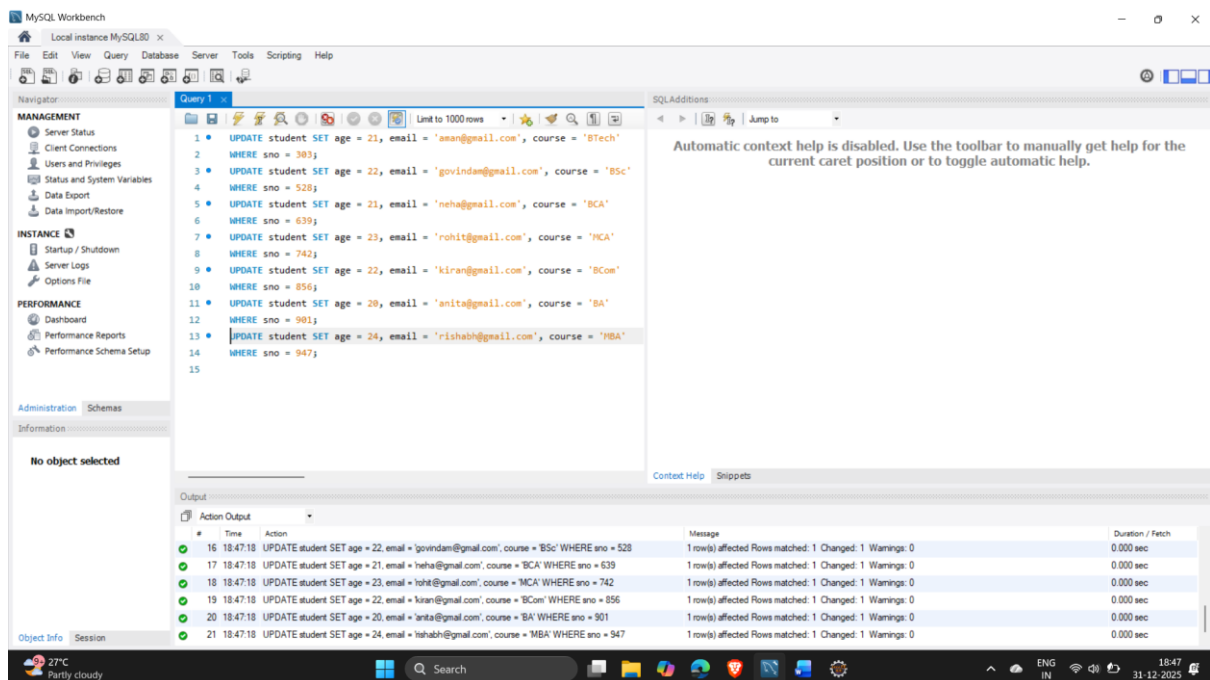 MySQL Workbench
Local instance MySQL80
File Edit View Query Database Server Tools Scripting Help
Navigator
MANAGEMENT
Server Status
Client Connections
Users and Privileges
Status and System Variables
Data Export
Data Import/Restore
INSTANCE
Startup / Shutdown
Server Logs
Options File
PERFORMANCE
Dashboard
Performance Reports
Performance Schema Setup
Administration Schemas
Information
No object selected
Object Info Session
Query 1
Limit to 1000 rows
1 UPDATE student SET age = 21, email = 'aman@gmail.com', course = 'BTech'
2 WHERE sno = 303;
3 UPDATE student SET age = 22, email = 'govindam@gmail.com', course = 'BSc'
4 WHERE sno = 528;
5 UPDATE student SET age = 21, email = 'neha@gmail.com', course = 'BCA'
6 WHERE sno = 639;
7 UPDATE student SET age = 23, email = 'rohit@gmail.com', course = 'MCA'
8 WHERE sno = 742;
9 UPDATE student SET age = 22, email = 'kiran@gmail.com', course = 'BCom'
10 WHERE sno = 856;
11 UPDATE student SET age = 20, email = 'anita@gmail.com', course = 'BA'
12 WHERE sno = 901;
13 UPDATE student SET age = 24, email = 'rishabh@gmail.com', course = 'MBA'
14 WHERE sno = 947;
15
SQLAdditions
Jump to
Automatic context help is disabled. Use the toolbar to manually get help for the
current caret position or to toggle automatic help.
Context Help Snippets
Output
Action Output
# Time Action Message Duration / Fetch
16 18:47:18 UPDATE student SET age = 22, email = 'govindam@gmail.com', course = 'BSc' WHERE sno = 528 1 row(s) affected Rows matched: 1 Changed: 1 Warnings: 0 0.000 sec
17 18:47:18 UPDATE student SET age = 21, email = 'neha@gmail.com', course = 'BCA' WHERE sno = 639 1 row(s) affected Rows matched: 1 Changed: 1 Warnings: 0 0.000 sec
18 18:47:18 UPDATE student SET age = 23, email = 'rohit@gmail.com', course = 'MCA' WHERE sno = 742 1 row(s) affected Rows matched: 1 Changed: 1 Warnings: 0 0.000 sec
19 18:47:18 UPDATE student SET age = 22, email = 'kiran@gmail.com', course = 'BCom' WHERE sno = 856 1 row(s) affected Rows matched: 1 Changed: 1 Warnings: 0 0.000 sec
20 18:47:18 UPDATE student SET age = 20, email = 'anita@gmail.com', course = 'BA' WHERE sno = 901 1 row(s) affected Rows matched: 1 Changed: 1 Warnings: 0 0.000 sec
21 18:47:18 UPDATE student SET age = 24, email = 'rishabh@gmail.com', course = 'MBA' WHERE sno = 947 1 row(s) affected Rows matched: 1 Changed: 1 Warnings: 0 0.000 sec
27°C
Partly cloudy
Search
ENG
IN
18:47
31-12-2025